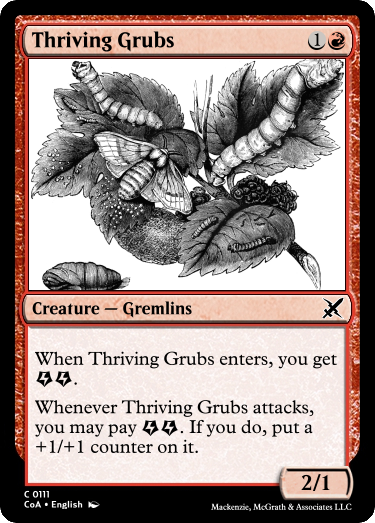 Thriving Grubs 1
Creature — Gremlins
When Thriving Grubs enters, you get
.
Whenever Thriving Grubs attacks,
you may pay . If you do, put a
+1/+1 counter on it.
2/1
C 0111
CoA • English
Mackenzie, McGrath & Associates LLC